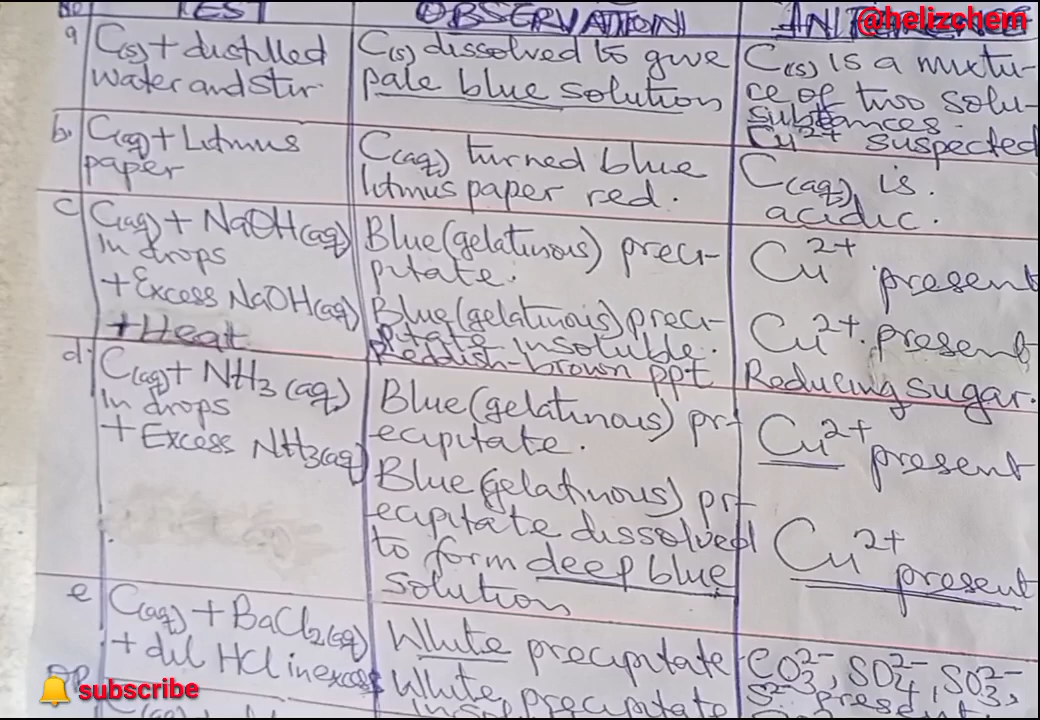 TEST
OBSERVATION
@helizchem
a
C(s) + distilled
water and stir.
C(s) dissolved to give
pale blue solution
C(s) is a mixtu-
ce of two solu-
substances.
Cu²⁺ suspected
b.
C(aq) + Litmus
paper
C(aq) turned blue
litmus paper red.
C(aq) is.
acidic.
c
C(aq) + NaOH(aq)
In drops
+ Excess NaOH(aq)
+ Heat
Blue (gelatinous) preci-
pitate.
Blue (gelatinous) preci-
pitate insoluble.
Reddish-brown ppt
Cu²⁺ present
Cu²⁺ present
Reducing sugar.
d.
C(aq) + NH₃ (aq)
In drops
+ Excess NH₃(aq)
Blue (gelatinous) pr-
ecipitate.
Blue (gelatinous) pr-
ecipitate dissolved
to form deep blue
solution
Cu²⁺ present
Cu²⁺ present
e
C(aq) + BaCl₂(aq)
+ dil HCl in excess
White precipitate
White precipitate
CO₃²⁻, SO₄²⁻, SO₃²⁻,
S²⁻
subscribe